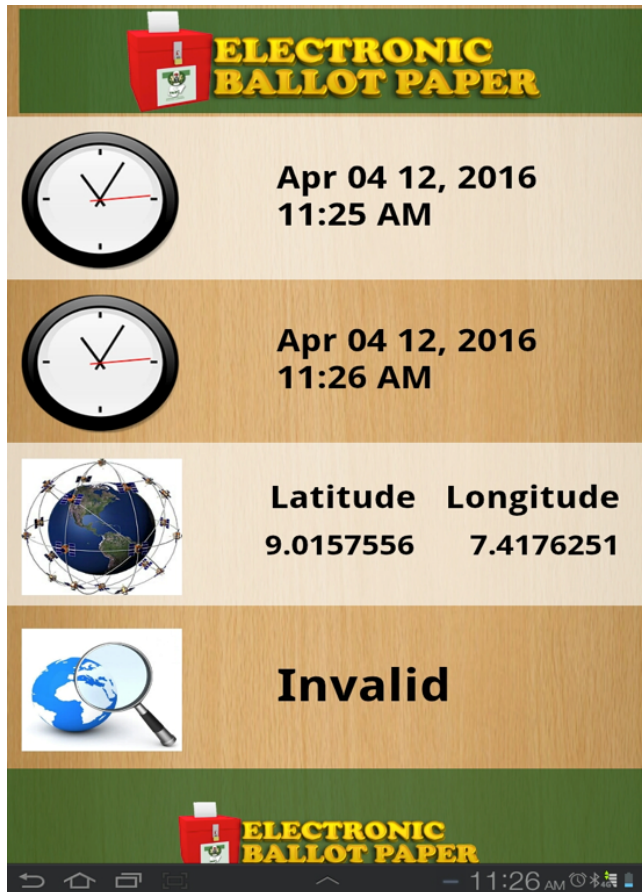 ELECTRONIC
BALLOT PAPER
Apr 04 12, 2016
11:25 AM
Apr 04 12, 2016
11:26 AM
Latitude Longitude
9.0157556 7.4176251
Invalid
ELECTRONIC
BALLOT PAPER
11:26 AM